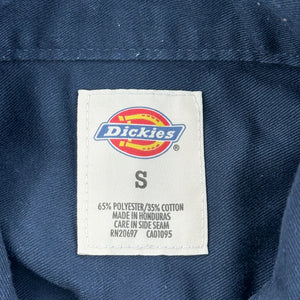 Dickies
®
S
65% POLYESTER/35% COTTON
MADE IN HONDURAS
CARE IN SIDE SEAM
RN20697 CA01095